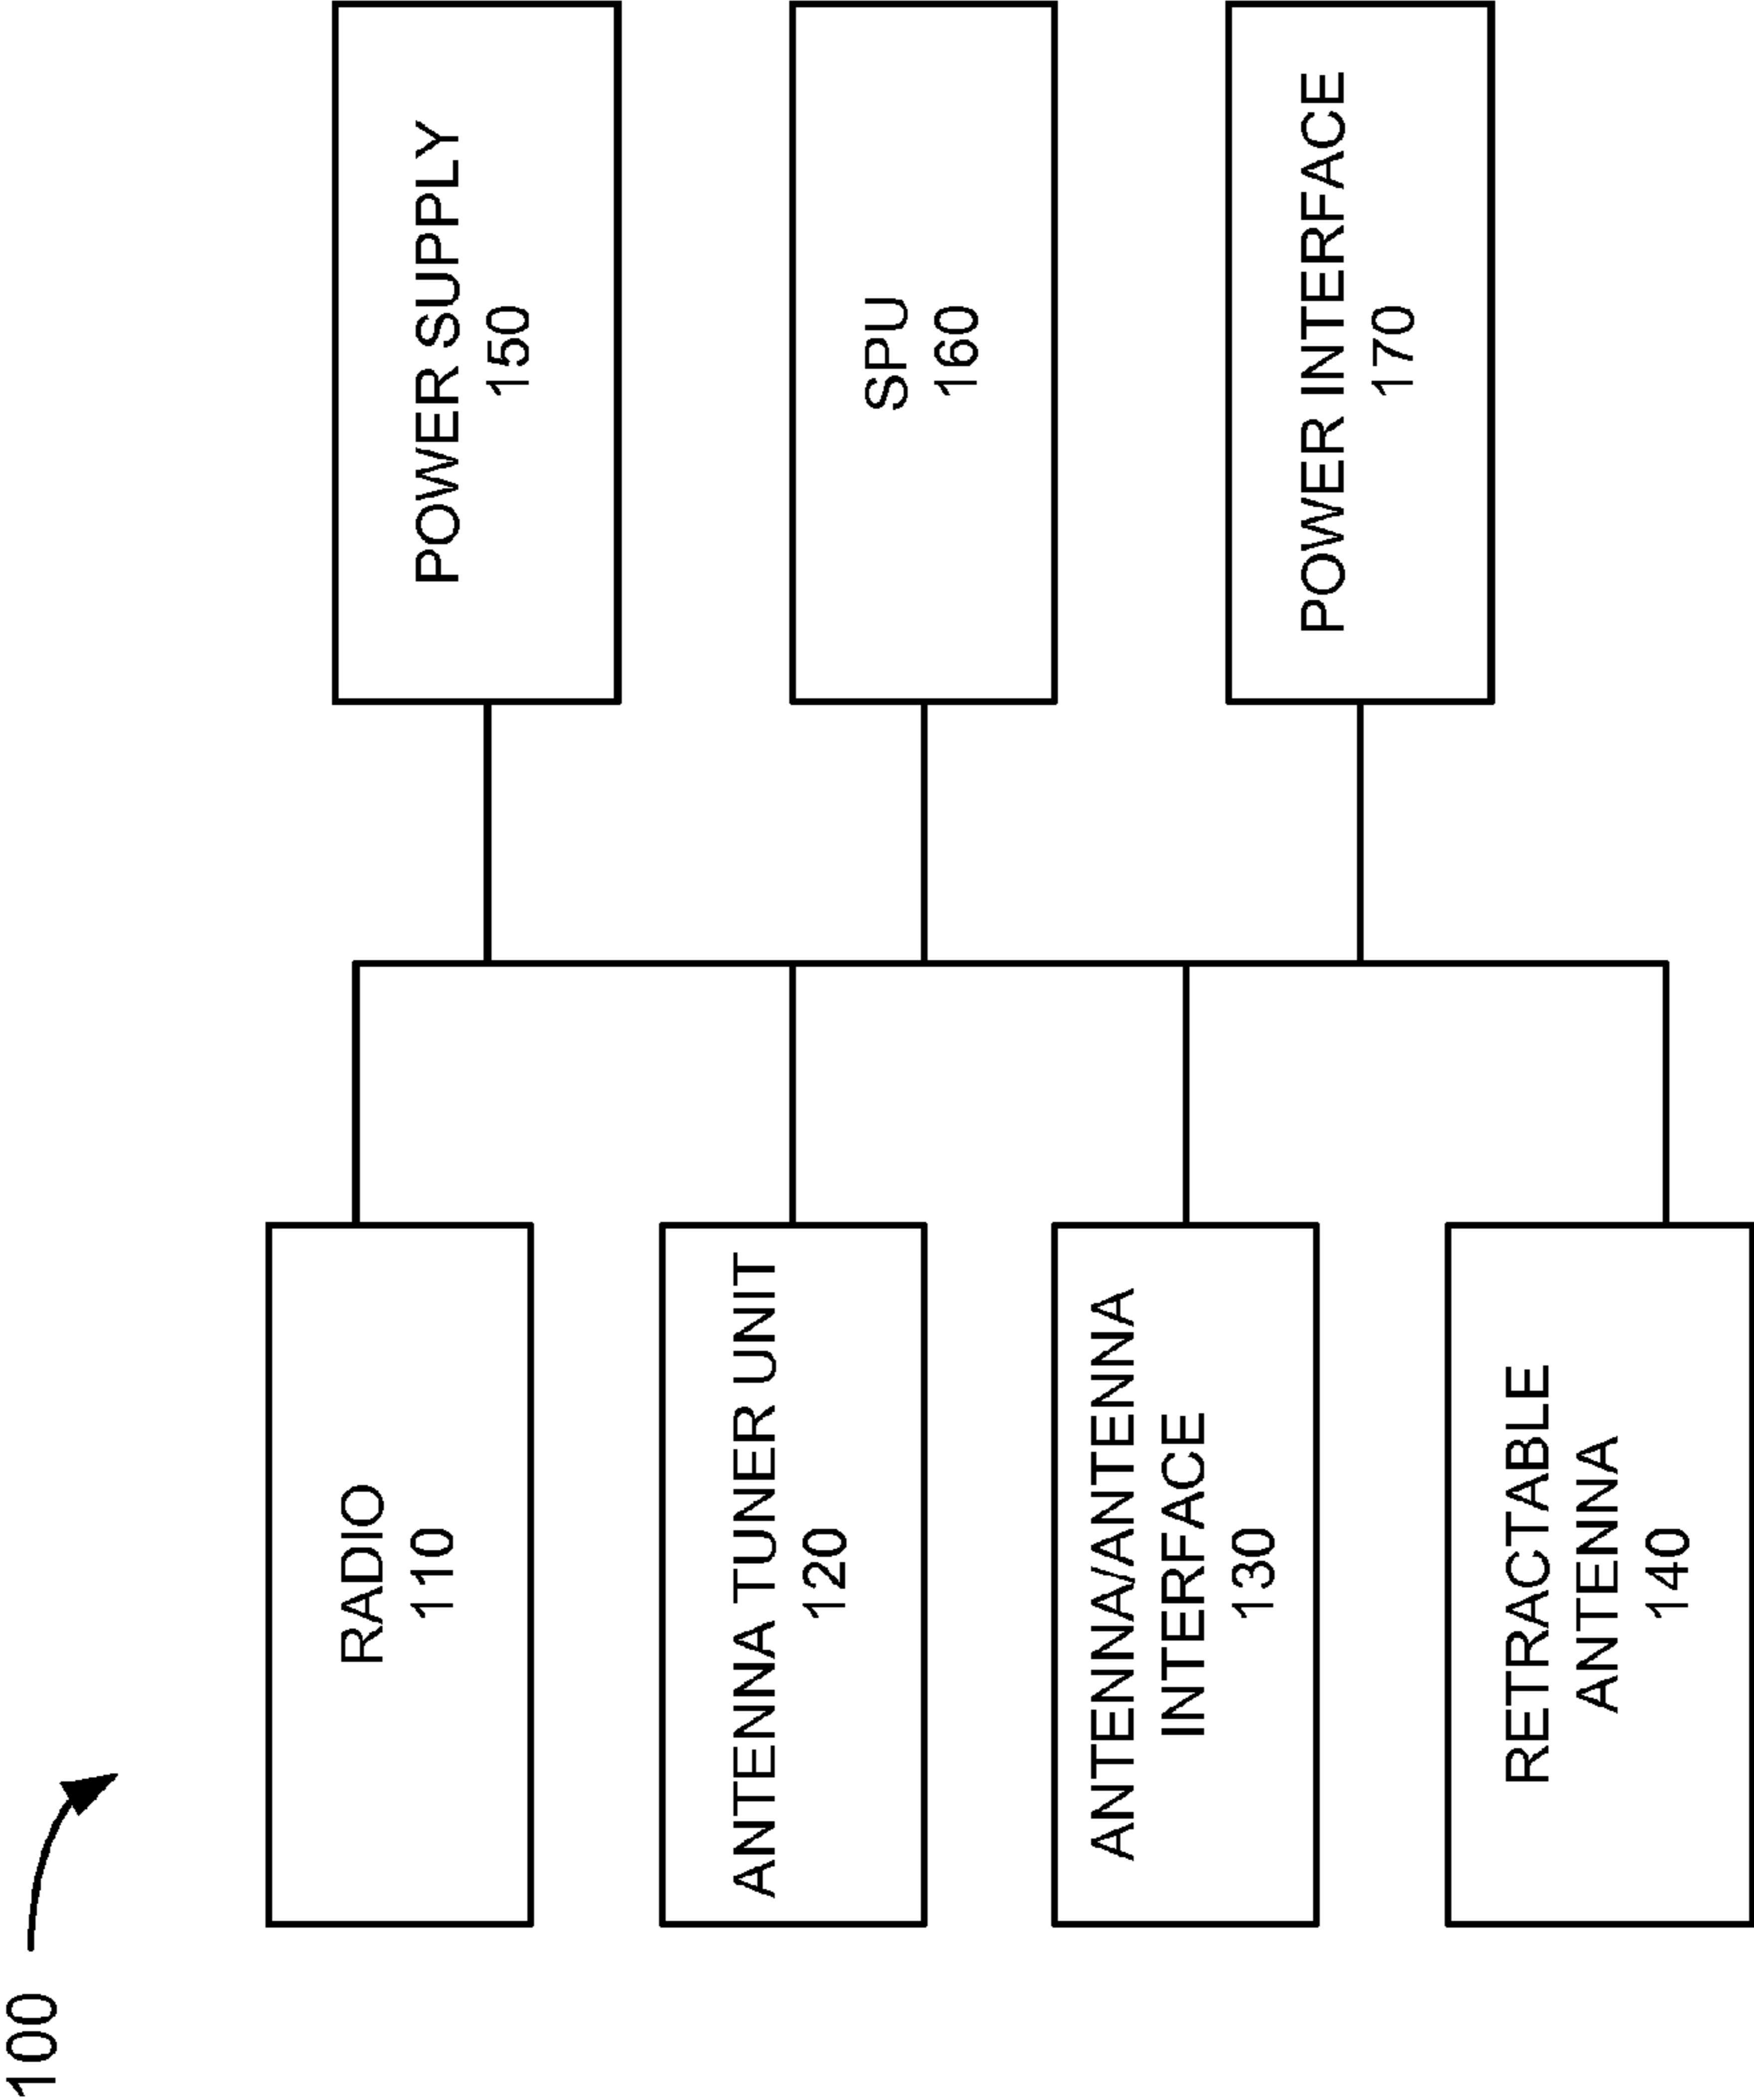 100
RADIO
110
ANTENNA TUNER UNIT
120
ANTENNA/ANTENNA
INTERFACE
130
RETRACTABLE
ANTENNA
140
POWER SUPPLY
150
SPU
160
POWER INTERFACE
170